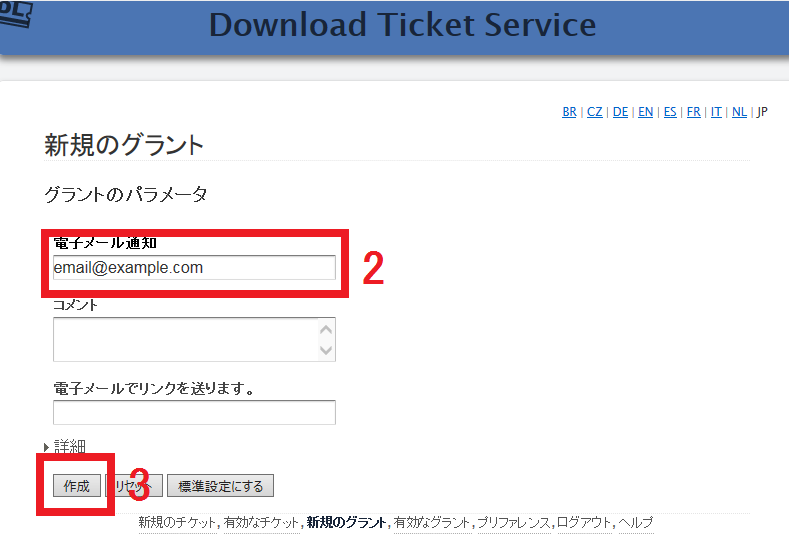 Download Ticket Service
BR | CZ | DE | EN | ES | FR | IT | NL | JP
新規のグラント
グラントのパラメータ
電子メール通知
email@example.com
2
コメント
電子メールでリンクを送ります。
詳細
作成 リセット 標準設定にする
3
新規のチケット, 有効なチケット, 新規のグラント, 有効なグラント, プリファレンス, ログアウト, ヘルプ